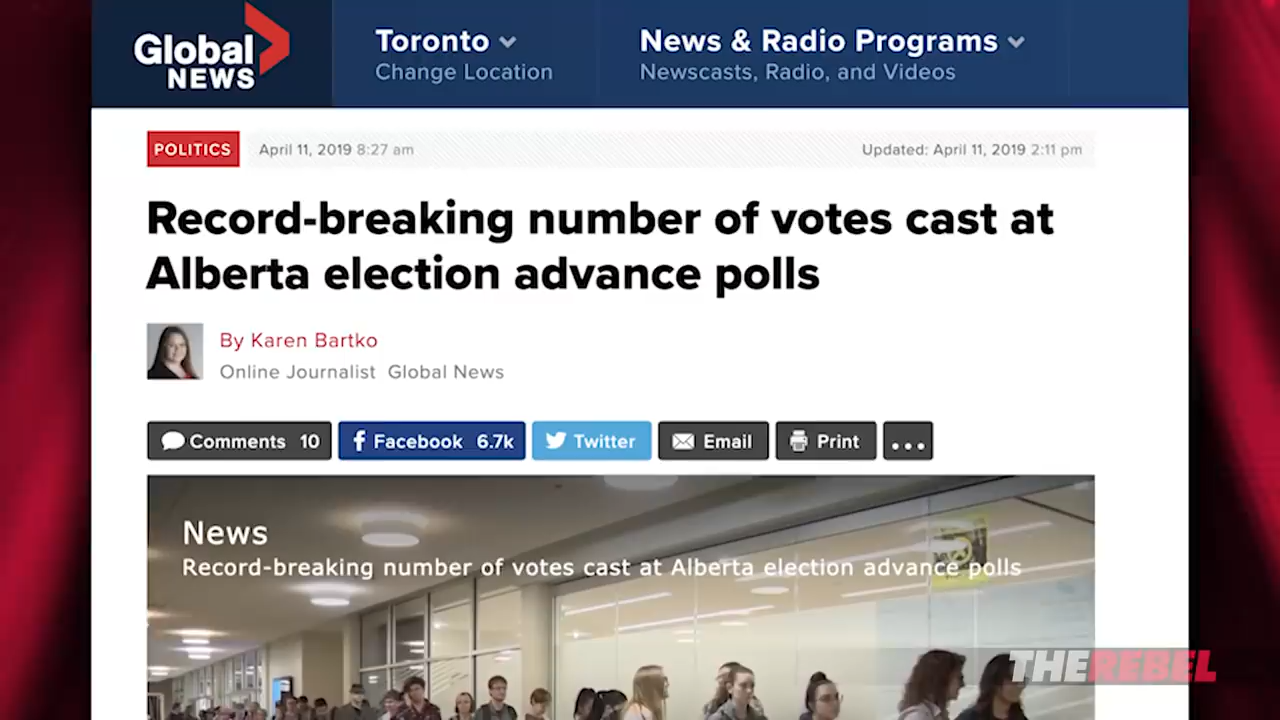 Global
NEWS
Toronto
Change Location
News & Radio Programs
Newscasts, Radio, and Videos
POLITICS
April 11, 2019 8:27 am
Updated: April 11, 2019 2:11 pm
Record-breaking number of votes cast at
Alberta election advance polls
By Karen Bartko
Online Journalist Global News
Comments 10
Facebook 6.7k
Twitter
Email
Print
...
News
Record-breaking number of votes cast at Alberta election advance polls
THEREBEL